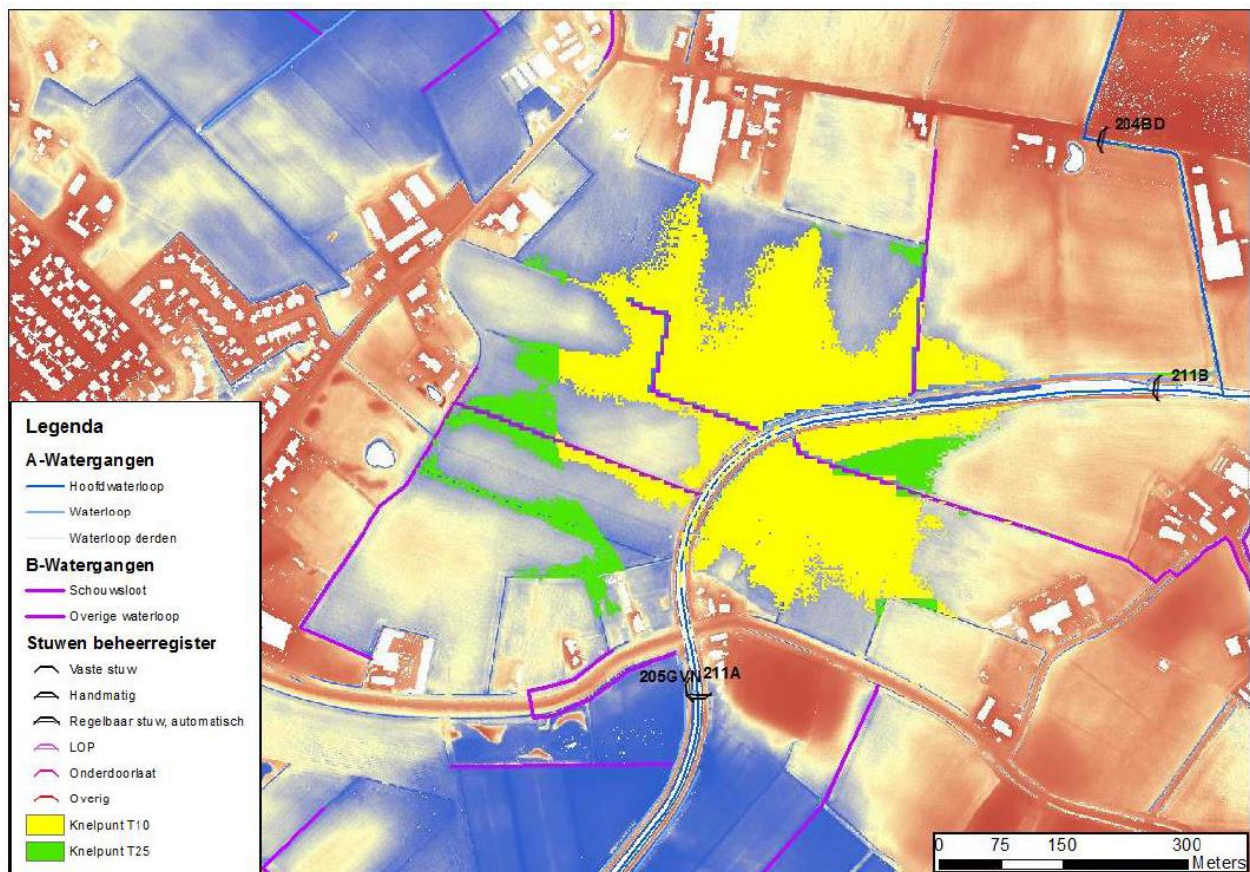 204BD
211B
205GVN 211A
Legenda
A-Watergangen
Hoofdwaterloop
Waterloop
Waterloop derden
B-Watergangen
Schouwsloot
Overige waterloop
Stuwen beheerregister
Vaste stuw
Handmatig
Regelbaar stuw, automatisch
LOP
Onderdoorlaat
Overig
Knelpunt T10
Knelpunt T25
0 75 150 300
Meters